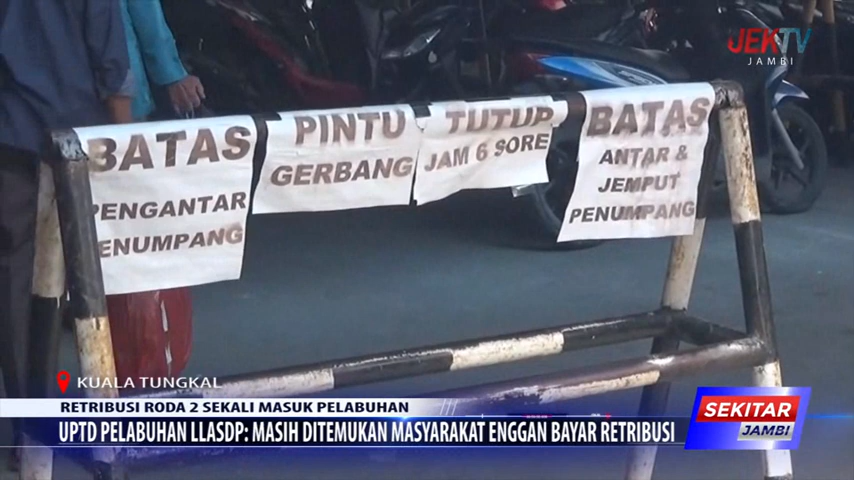 JEKTV
JAMBI
BATAS
PENGANTAR
PENUMPANG
PINTU
GERBANG
TUTUP
JAM 6 SORE
BATAS
ANTAR &
JEMPUT
PENUMPANG
KUALA TUNGKAL
RETRIBUSI RODA 2 SEKALI MASUK PELABUHAN
UPTD PELABUHAN LLASDP: MASIH DITEMUKAN MASYARAKAT ENGGAN BAYAR RETRIBUSI
SEKITAR
JAMBI